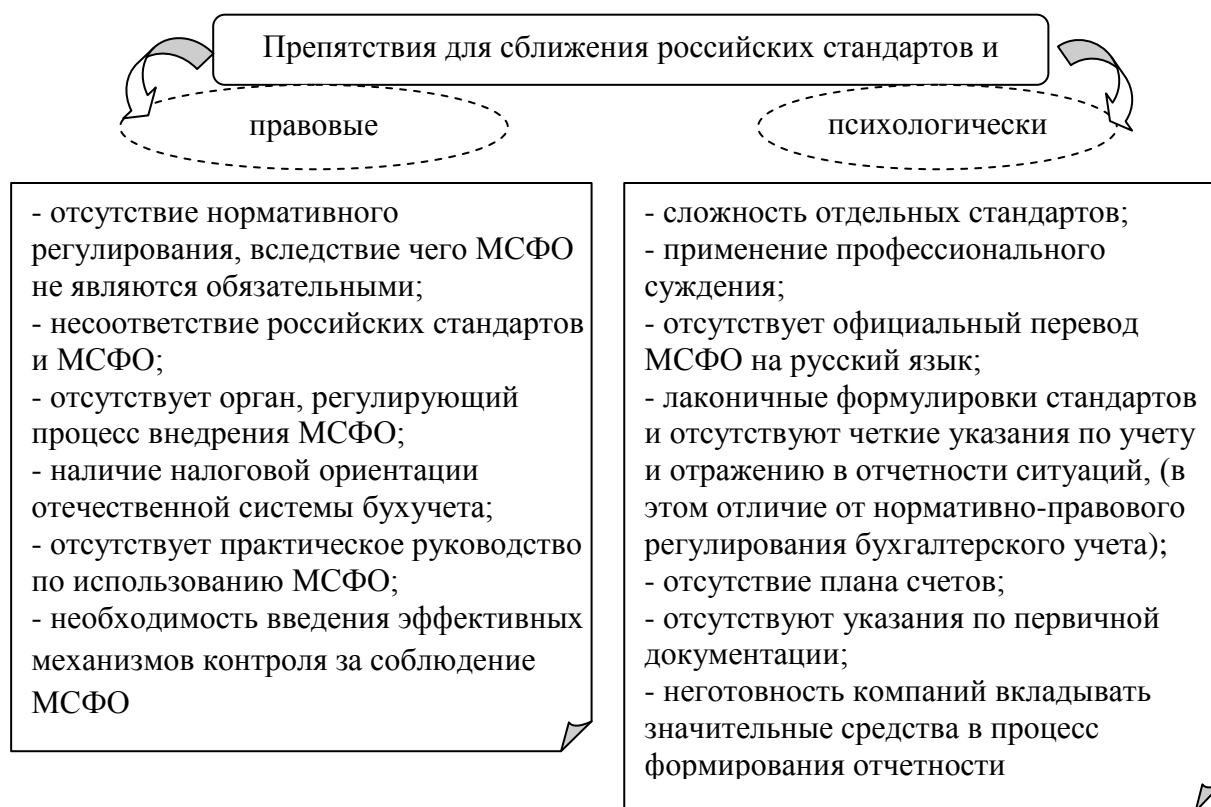 Препятствия для сближения российских стандартов и
правовые
психологически
- отсутствие нормативного
регулирования, вследствие чего МСФО
не являются обязательными;
- несоответствие российских стандартов
и МСФО;
- отсутствует орган, регулирующий
процесс внедрения МСФО;
- наличие налоговой ориентации
отечественной системы бухучета;
- отсутствует практическое руководство
по использованию МСФО;
- необходимость введения эффективных
механизмов контроля за соблюдение
МСФО
- сложность отдельных стандартов;
- применение профессионального
суждения;
- отсутствует официальный перевод
МСФО на русский язык;
- лаконичные формулировки стандартов
и отсутствуют четкие указания по учету
и отражению в отчетности ситуаций, (в
этом отличие от нормативно-правового
регулирования бухгалтерского учета);
- отсутствие плана счетов;
- отсутствуют указания по первичной
документации;
- неготовность компаний вкладывать
значительные средства в процесс
формирования отчетности